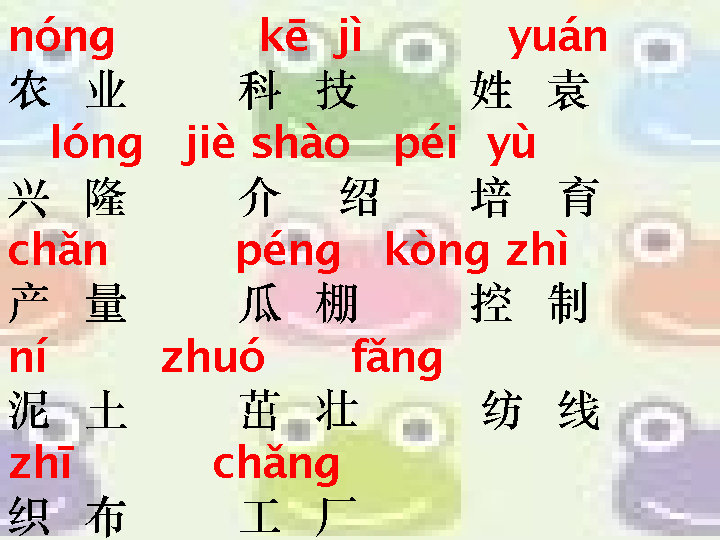 nóng kē jì yuán
农 业 科 技 姓 袁
lóng jiè shào péi yù
兴 隆 介 绍 培 育
chǎn péng kòng zhì
产 量 瓜 棚 控 制
ní zhuó fǎng
泥 土 茁 壮 纺 线
zhī chǎng
织 布 工 厂